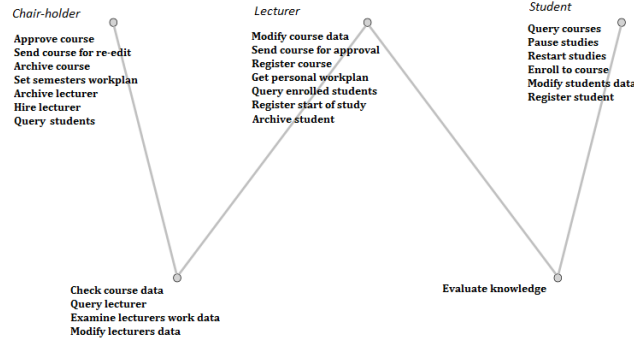 Chair-holder
Approve course
Send course for re-edit
Archive course
Set semesters workplan
Archive lecturer
Hire lecturer
Query students
Lecturer
Modify course data
Send course for approval
Register course
Get personal workplan
Query enrolled students
Register start of study
Archive student
Student
Query courses
Pause studies
Restart studies
Enroll to course
Modify students data
Register student
Check course data
Query lecturer
Examine lecturers work data
Modify lecturers data
Evaluate knowledge